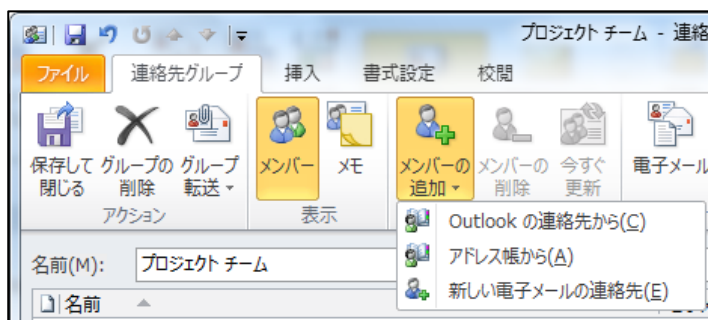 プロジェクト チーム - 連絡
ファイル 連絡先グループ 挿入 書式設定 校閲
保存して グループの グループ メンバー メモ メンバーの メンバーの 今すぐ 電子メール
閉じる 削除 転送 追加 削除 更新
アクション 表示
Outlook の連絡先から(C)
アドレス帳から(A)
新しい電子メールの連絡先(E)
名前(M): プロジェクト チーム
名前